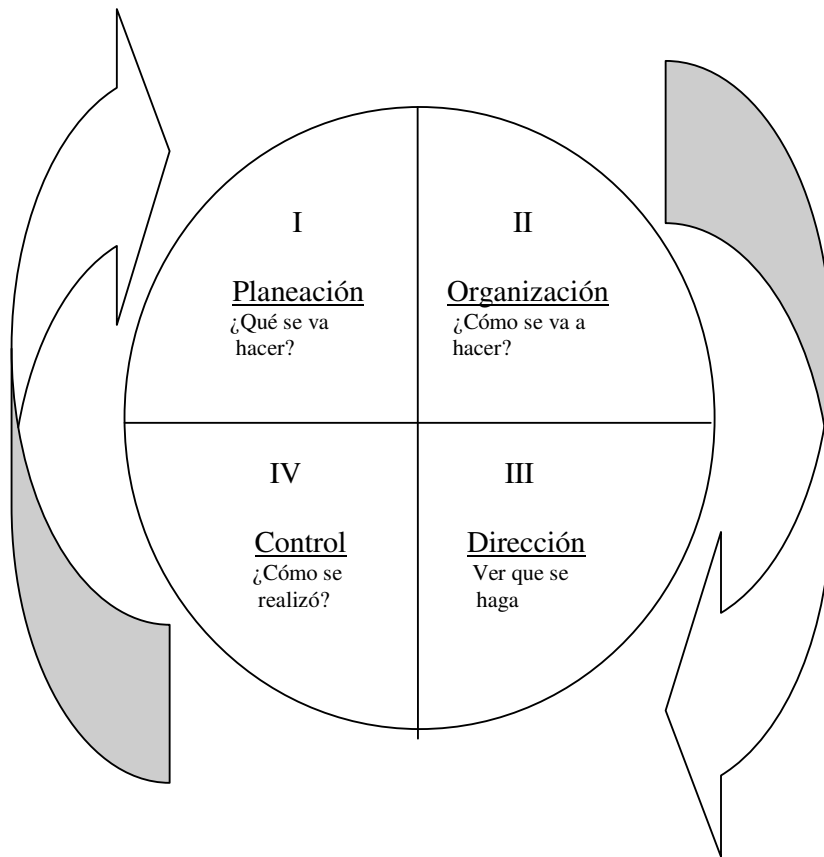 I
Planeación
¿Qué se va
hacer?
II
Organización
¿Cómo se va a
hacer?
IV
Control
¿Cómo se
realizó?
III
Dirección
Ver que se
haga